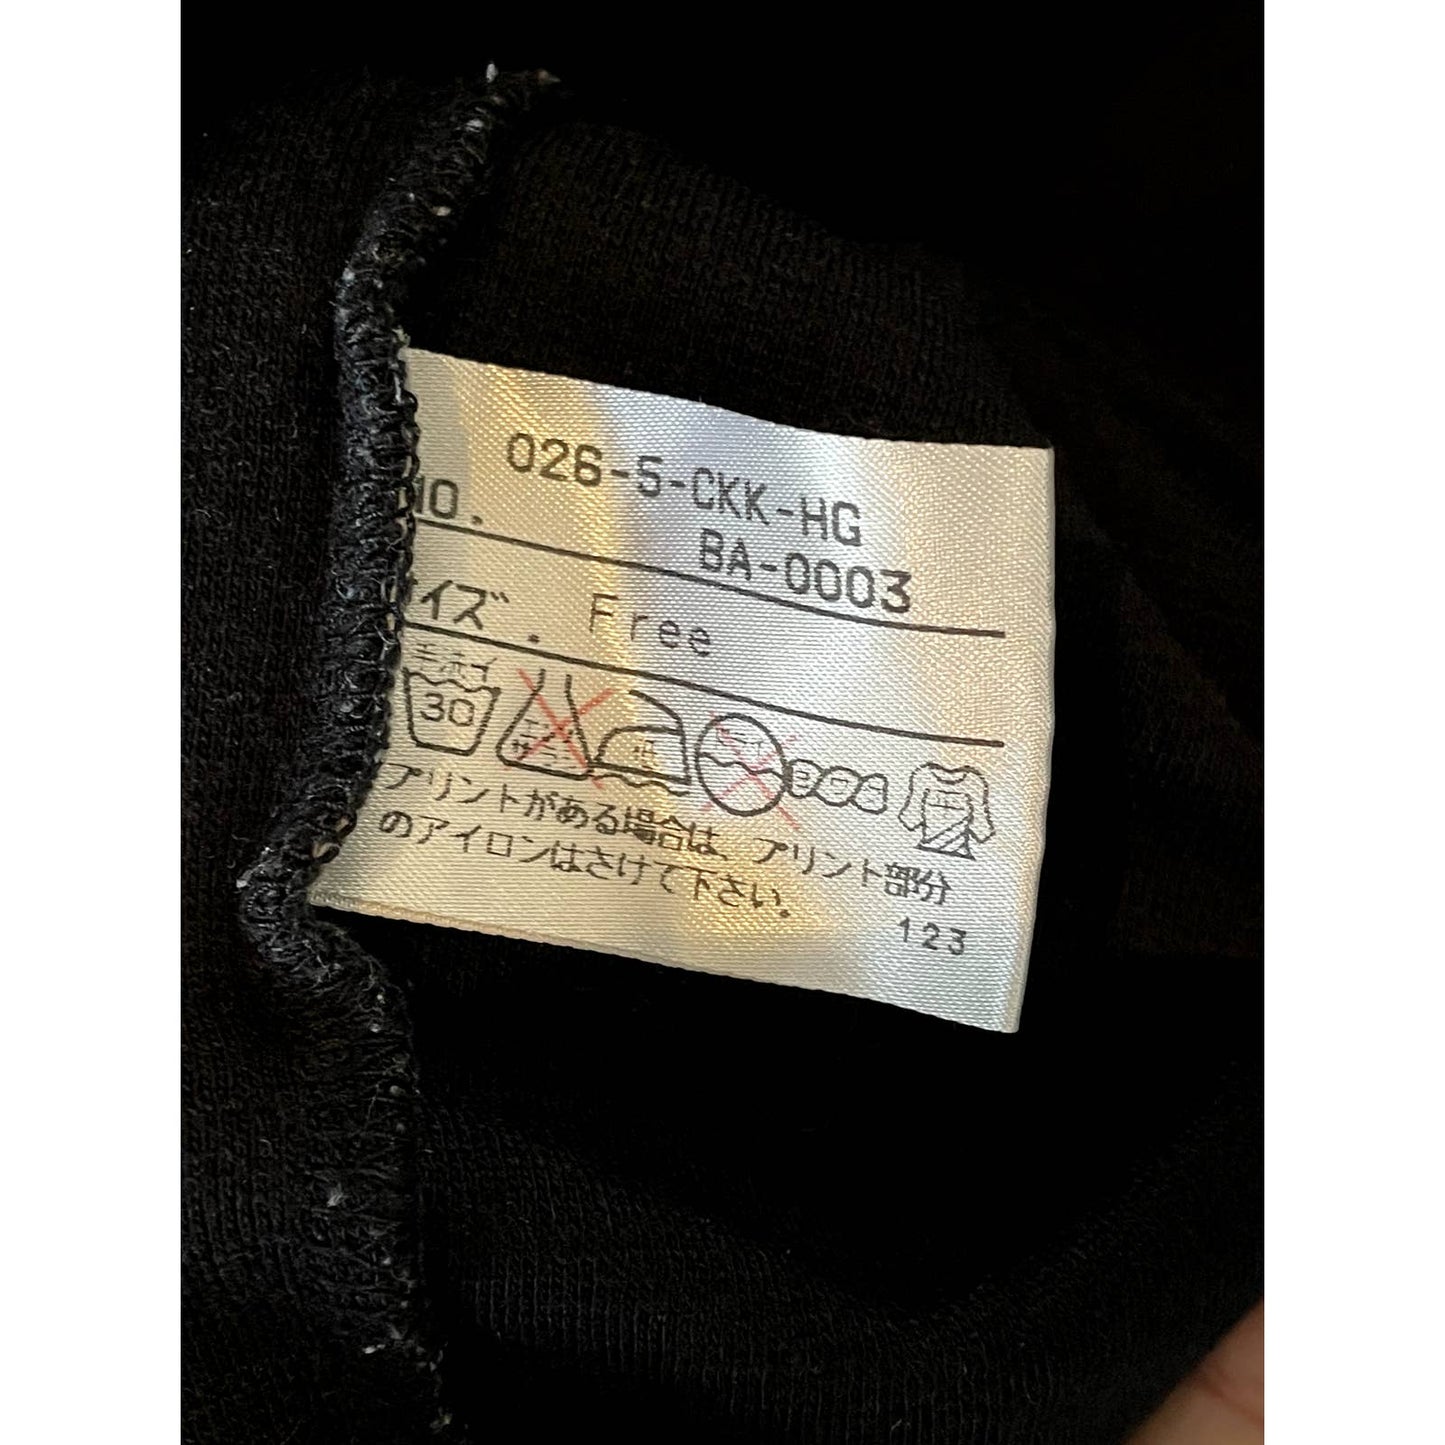 026-5-CKK-HG
NO.
BA-0003
イズ. Free
30
プリントがある場合は、プリント部分
のアイロンはさけて下さい。
123